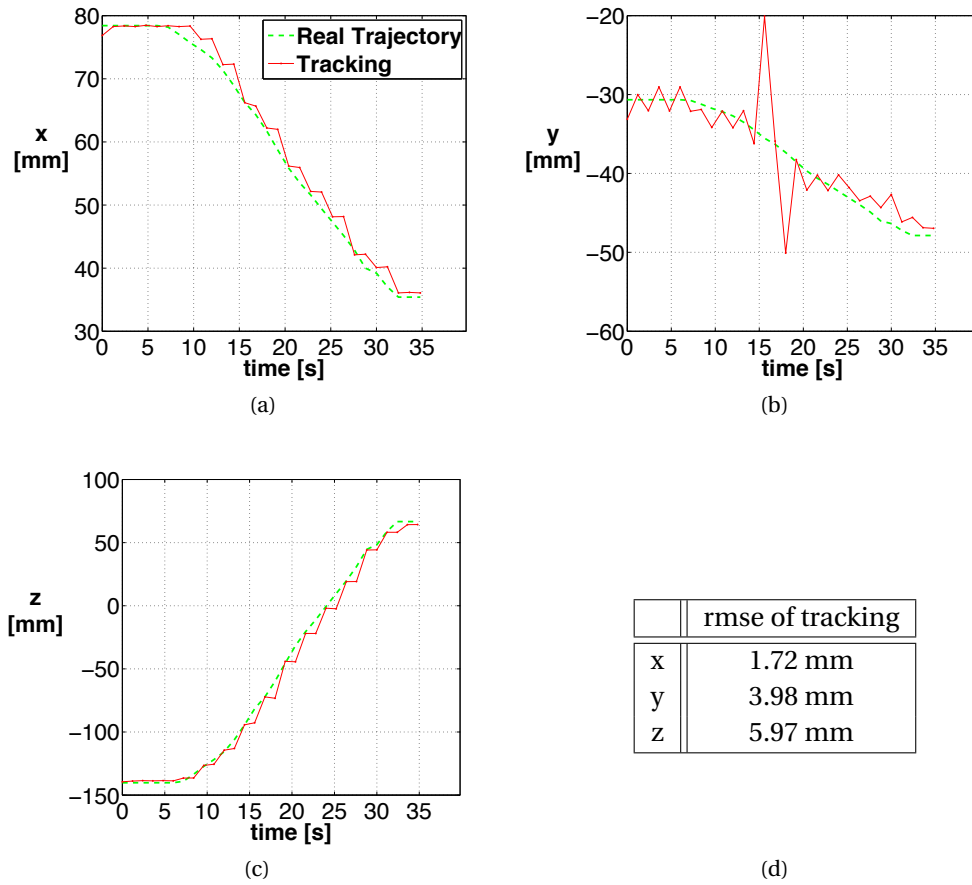 80
70
60
50
40
30
x
[mm]
Real Trajectory
Tracking
0 5 10 15 20 25 30 35
time [s]
(a)
−20
−30
−40
−50
−60
y
[mm]
0 5 10 15 20 25 30 35
time [s]
(b)
100
50
0
−50
−100
−150
z
[mm]
0 5 10 15 20 25 30 35
time [s]
(c)
rmse of tracking
x 1.72 mm
y 3.98 mm
z 5.97 mm
(d)